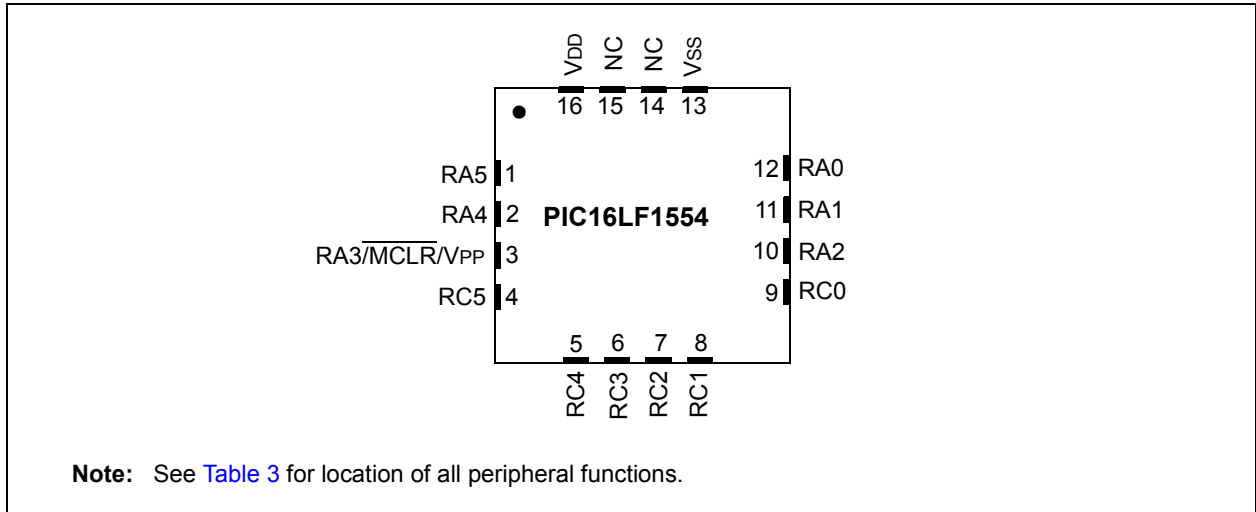 VDD NC NC VSS
16 15 14 13
RA5 1 12 RA0
RA4 2 PIC16LF1554 11 RA1
RA3/MCLR/VPP 3 10 RA2
RC5 4 9 RC0
5 6 7 8
RC4 RC3 RC2 RC1
Note: See Table 3 for location of all peripheral functions.